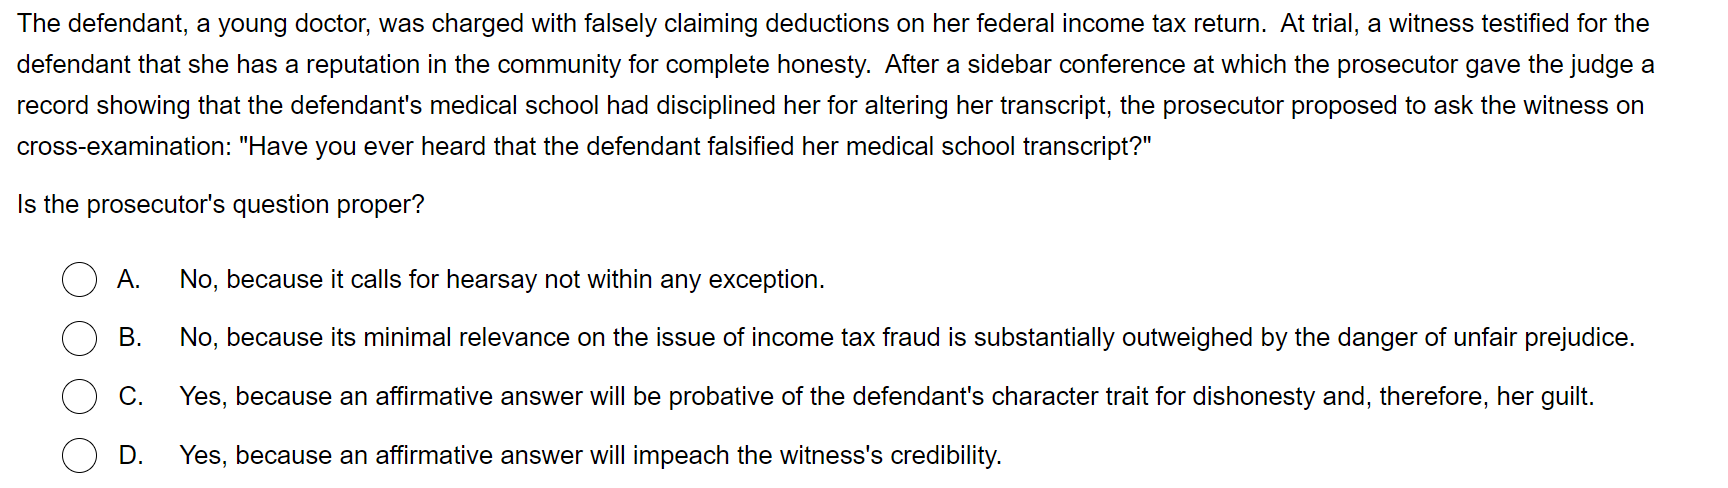 The defendant, a young doctor, was charged with falsely claiming deductions on her federal income tax return.  At trial, a witness testified for the
defendant that she has a reputation in the community for complete honesty.  After a sidebar conference at which the prosecutor gave the judge a
record showing that the defendant's medical school had disciplined her for altering her transcript, the prosecutor proposed to ask the witness on
cross-examination: "Have you ever heard that the defendant falsified her medical school transcript?"
Is the prosecutor's question proper?
A. No, because it calls for hearsay not within any exception.
B. No, because its minimal relevance on the issue of income tax fraud is substantially outweighed by the danger of unfair prejudice.
C. Yes, because an affirmative answer will be probative of the defendant's character trait for dishonesty and, therefore, her guilt.
D. Yes, because an affirmative answer will impeach the witness's credibility.